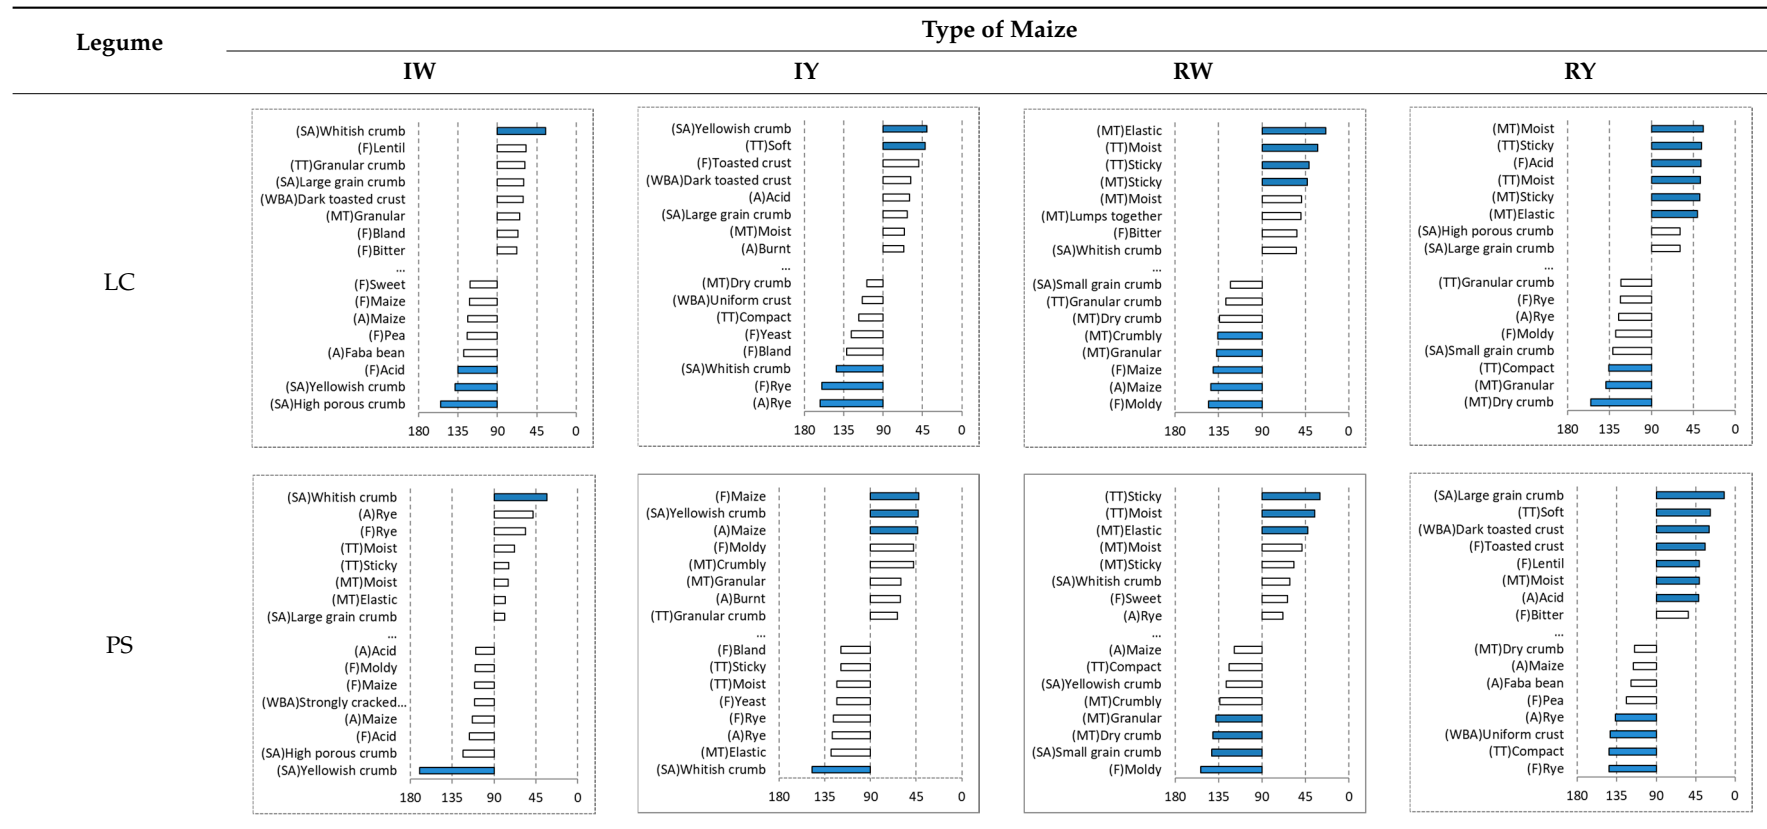 Legume
Type of Maize
IW IY RW RY
LC
(SA)Whitish crumb
(F)Lentil
(TT)Granular crumb
(SA)Large grain crumb
(WBA)Dark toasted crust
(MT)Granular
(F)Bland
(F)Bitter
...
(F)Sweet
(F)Maize
(A)Maize
(F)Pea
(A)Faba bean
(F)Acid
(SA)Yellowish crumb
(SA)High porous crumb
180 135 90 45 0
(SA)Yellowish crumb
(TT)Soft
(F)Toasted crust
(WBA)Dark toasted crust
(A)Acid
(SA)Large grain crumb
(MT)Moist
(A)Burnt
...
(MT)Dry crumb
(WBA)Uniform crust
(TT)Compact
(F)Yeast
(F)Bland
(SA)Whitish crumb
(F)Rye
(A)Rye
180 135 90 45 0
(MT)Elastic
(TT)Moist
(TT)Sticky
(MT)Sticky
(MT)Moist
(MT)Lumps together
(F)Bitter
(SA)Whitish crumb
...
(SA)Small grain crumb
(TT)Granular crumb
(MT)Dry crumb
(MT)Crumbly
(MT)Granular
(F)Maize
(A)Maize
(F)Moldy
180 135 90 45 0
(MT)Moist
(TT)Sticky
(F)Acid
(TT)Moist
(MT)Sticky
(MT)Elastic
(SA)High porous crumb
(SA)Large grain crumb
...
(TT)Granular crumb
(F)Rye
(A)Rye
(F)Moldy
(SA)Small grain crumb
(TT)Compact
(MT)Granular
(MT)Dry crumb
180 135 90 45 0
PS
(SA)Whitish crumb
(A)Rye
(F)Rye
(TT)Moist
(TT)Sticky
(MT)Moist
(MT)Elastic
(SA)Large grain crumb
...
(A)Acid
(F)Moldy
(F)Maize
(WBA)Strongly cracked...
(A)Maize
(F)Acid
(SA)High porous crumb
(SA)Yellowish crumb
180 135 90 45 0
(F)Maize
(SA)Yellowish crumb
(A)Maize
(F)Moldy
(MT)Crumbly
(MT)Granular
(A)Burnt
(TT)Granular crumb
...
(F)Bland
(TT)Sticky
(TT)Moist
(F)Yeast
(F)Rye
(A)Rye
(MT)Elastic
(SA)Whitish crumb
180 135 90 45 0
(TT)Sticky
(TT)Moist
(MT)Elastic
(MT)Moist
(MT)Sticky
(SA)Whitish crumb
(F)Sweet
(A)Rye
...
(A)Maize
(TT)Compact
(SA)Yellowish crumb
(MT)Crumbly
(MT)Granular
(MT)Dry crumb
(SA)Small grain crumb
(F)Moldy
180 135 90 45 0
(SA)Large grain crumb
(TT)Soft
(WBA)Dark toasted crust
(F)Toasted crust
(F)Lentil
(MT)Moist
(A)Acid
(F)Bitter
...
(MT)Dry crumb
(A)Maize
(A)Faba bean
(F)Pea
(A)Rye
(WBA)Uniform crust
(TT)Compact
(F)Rye
180 135 90 45 0